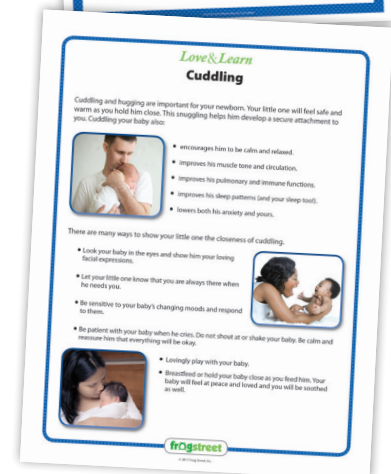 Love & Learn
Cuddling
Cuddling and hugging are important for your newborn. Your little one will feel safe and
warm as you hold him close. This snuggling helps him develop a secure attachment to
you. Cuddling your baby also:
• encourages him to be calm and relaxed.
• improves his muscle tone and circulation.
• improves his pulmonary and immune functions.
• improves his sleep patterns (and your sleep too!).
• lowers both his anxiety and yours.
There are many ways to show your little one the closeness of cuddling.
• Look your baby in the eyes and show him your loving
facial expressions.
• Let your little one know that you are always there when
he needs you.
• Be sensitive to your baby's changing moods and respond
to them.
• Be patient with your baby when he cries. Do not shout at or shake your baby. Be calm and
reassure him that everything will be okay.
• Lovingly play with your baby.
• Breastfeed or hold your baby close as you feed him. Your
baby will feel at peace and loved and you will be soothed
as well.
frogstreet